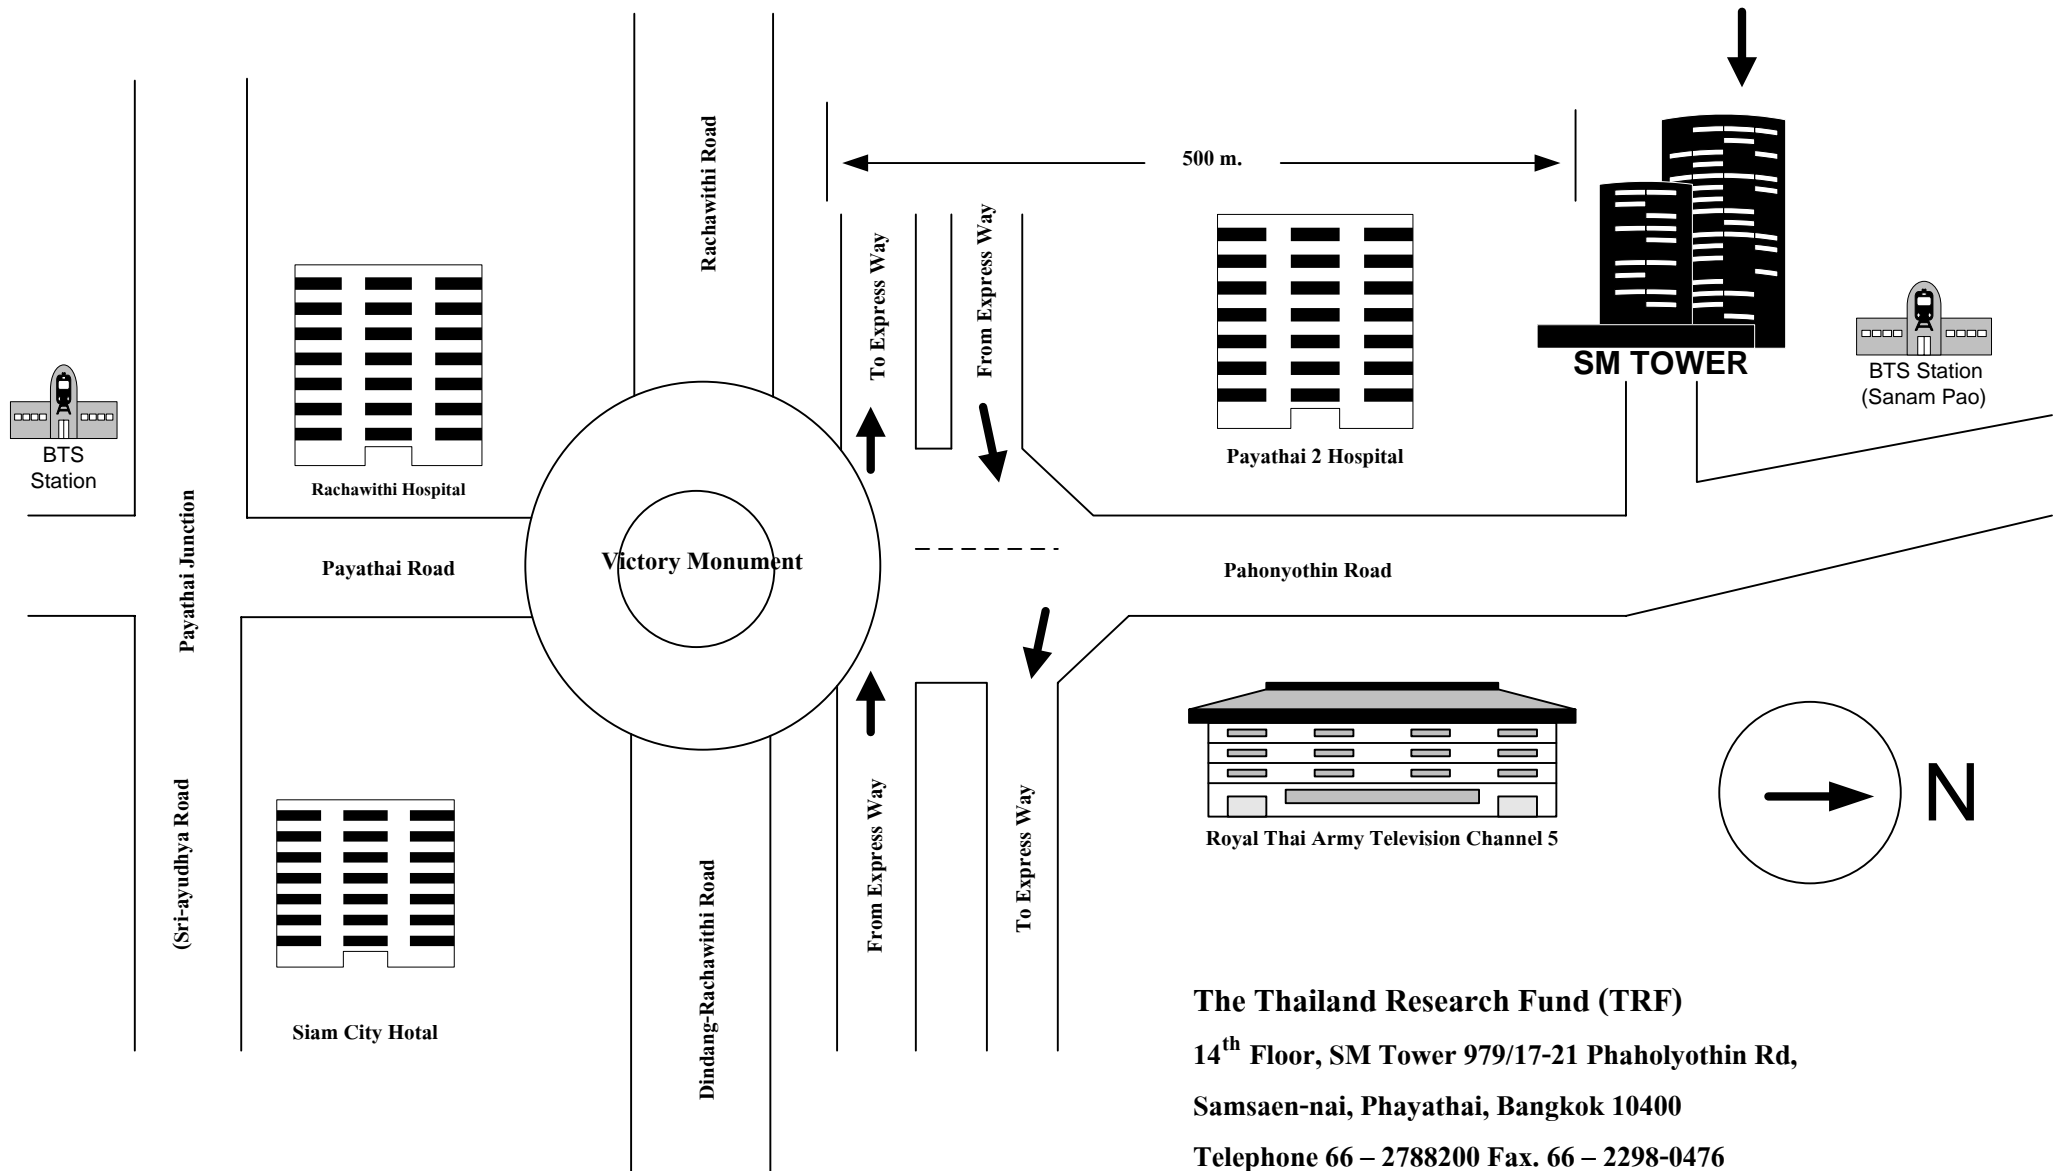 Rachawithi Road
500 m.
To Express Way
From Express Way
SM TOWER
BTS Station
(Sanam Pao)
BTS
Station
Rachawithi Hospital
Payathai 2 Hospital
Payathai Junction
Payathai Road
Victory Monument
Pahonyothin Road
(Sri-ayudhya Road
Siam City Hotal
Dindang-Rachawithi Road
From Express Way
To Express Way
Royal Thai Army Television Channel 5
N
The Thailand Research Fund (TRF)
14th Floor, SM Tower 979/17-21 Phaholyothin Rd,
Samsaen-nai, Phayathai, Bangkok 10400
Telephone 66 – 2788200 Fax. 66 – 2298-0476